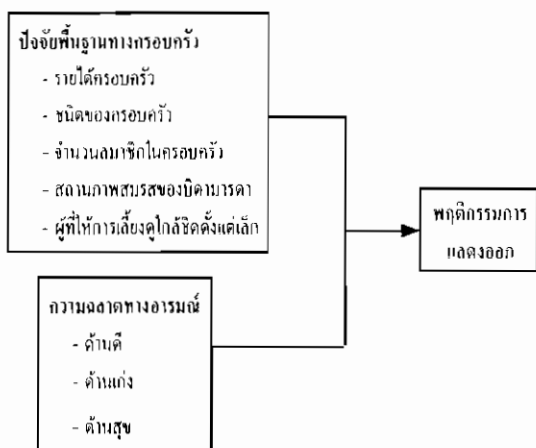 ปัจจัยพื้นฐานทางครอบครัว
- รายได้ครอบครัว
- ชนิดของครอบครัว
- จำนวนสมาชิกในครอบครัว
- สถานภาพสมรสของบิดามารดา
- ผู้ที่ให้การเลี้ยงดูใกล้ชิดตั้งแต่เล็ก
พฤติกรรมการ
แสดงออก
ความฉลาดทางอารมณ์
- ด้านดี
- ด้านเก่ง
- ด้านสุข